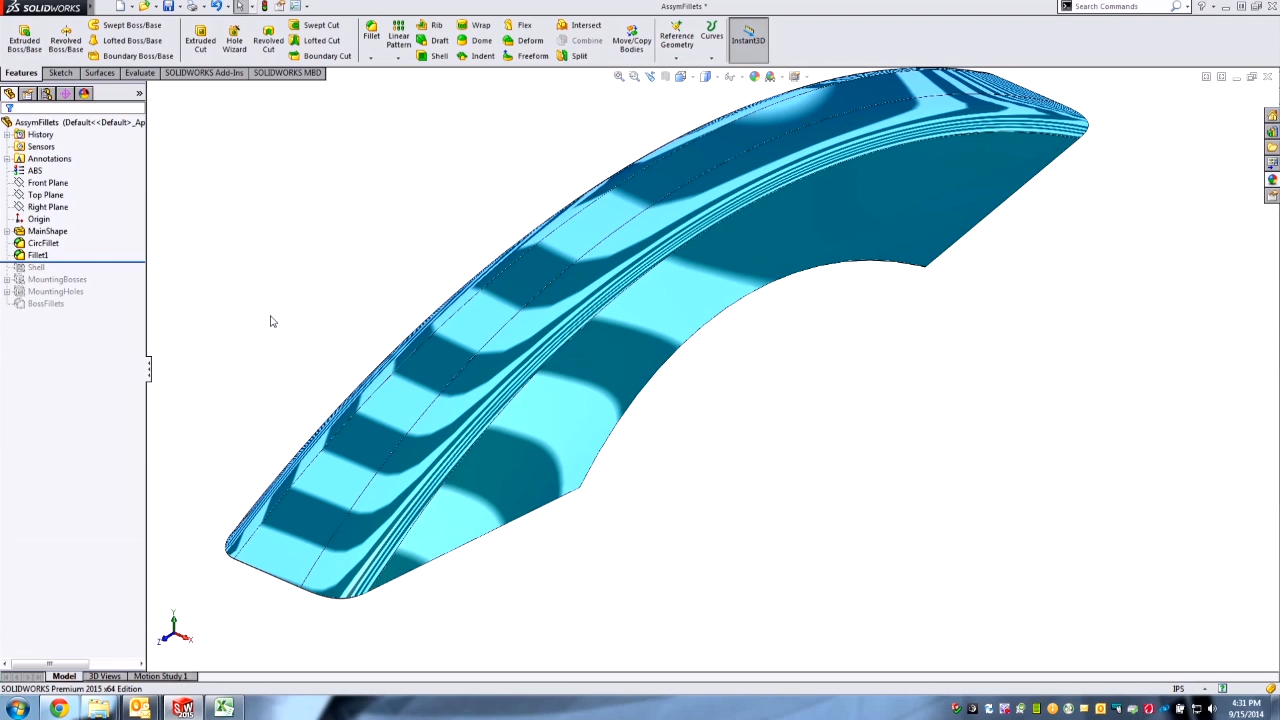 SOLIDWORKS
AssymFillets *
Search Commands
Extruded Boss/Base
Revolved Boss/Base
Swept Boss/Base
Lofted Boss/Base
Boundary Boss/Base
Extruded Cut
Hole Wizard
Revolved Cut
Swept Cut
Lofted Cut
Boundary Cut
Fillet
Linear Pattern
Rib
Draft
Shell
Wrap
Dome
Indent
Flex
Deform
Freeform
Intersect
Combine
Split
Move/Copy Bodies
Reference Geometry
Curves
Instant3D
Features
Sketch
Surfaces
Evaluate
SOLIDWORKS Add-Ins
SOLIDWORKS MBD
AssymFillets (Default<<Default>_Ap
History
Sensors
Annotations
ABS
Front Plane
Top Plane
Right Plane
Origin
MainShape
CircFillet
Fillet1
Shell
MountingBosses
MountingHoles
BossFillets
Y
Z
X
Model
3D Views
Motion Study 1
SOLIDWORKS Premium 2015 x64 Edition
IPS
4:31 PM
9/15/2014